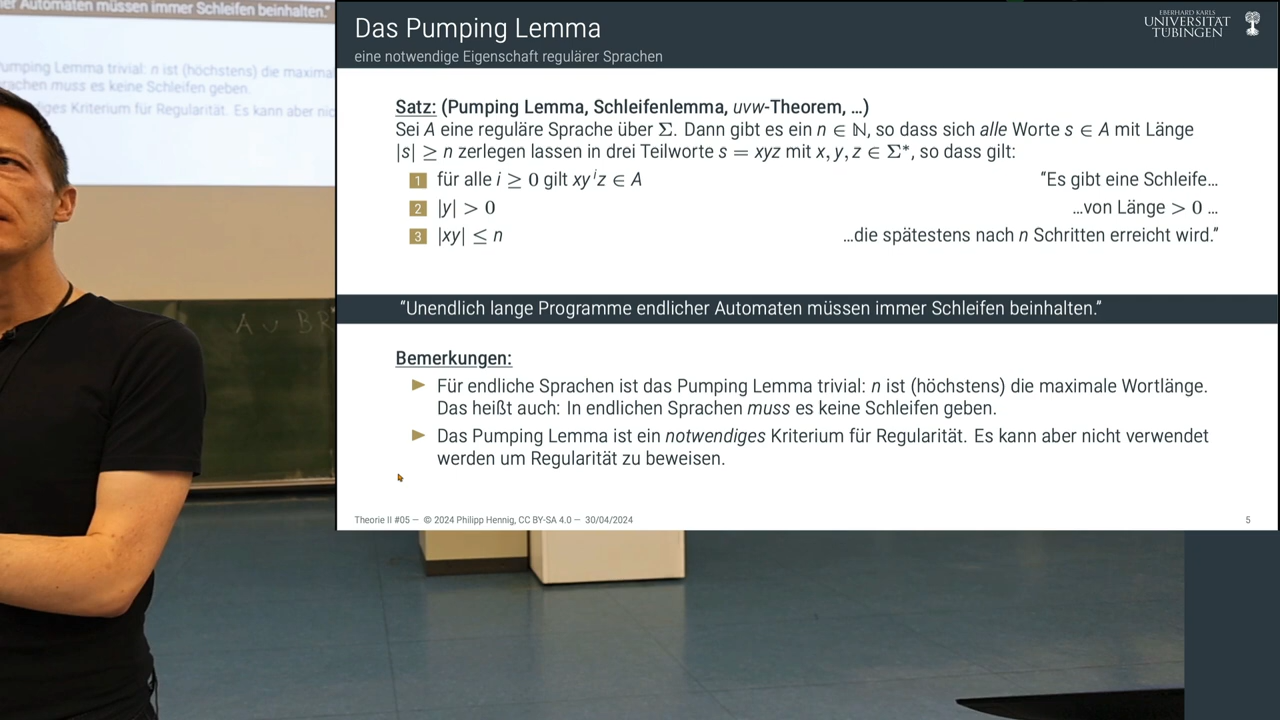 er Automaten müssen immer Schleifen beinhalten.”
umping Lemma trivial: n ist (höchstens) die maximal
rachen muss es keine Schleifen geben.
iges Kriterium für Regularität. Es kann aber nic
A ∪ BR
Das Pumping Lemma
eine notwendige Eigenschaft regulärer Sprachen
EBERHARD KARLS
UNIVERSITÄT
TÜBINGEN
Satz: (Pumping Lemma, Schleifenlemma, uvw-Theorem, …)
Sei A eine reguläre Sprache über Σ. Dann gibt es ein n ∈ ℕ, so dass sich alle Worte s ∈ A mit Länge
|s| ≥ n zerlegen lassen in drei Teilworte s = xyz mit x, y, z ∈ Σ*, so dass gilt:
1 für alle i ≥ 0 gilt xyⁱz ∈ A “Es gibt eine Schleife…
2 |y| > 0 …von Länge > 0 …
3 |xy| ≤ n …die spätestens nach n Schritten erreicht wird.”
“Unendlich lange Programme endlicher Automaten müssen immer Schleifen beinhalten.”
Bemerkungen:
Für endliche Sprachen ist das Pumping Lemma trivial: n ist (höchstens) die maximale Wortlänge.
Das heißt auch: In endlichen Sprachen muss es keine Schleifen geben.
Das Pumping Lemma ist ein notwendiges Kriterium für Regularität. Es kann aber nicht verwendet
werden um Regularität zu beweisen.
Theorie II #05 — © 2024 Philipp Hennig, CC BY-SA 4.0 — 30/04/2024 5